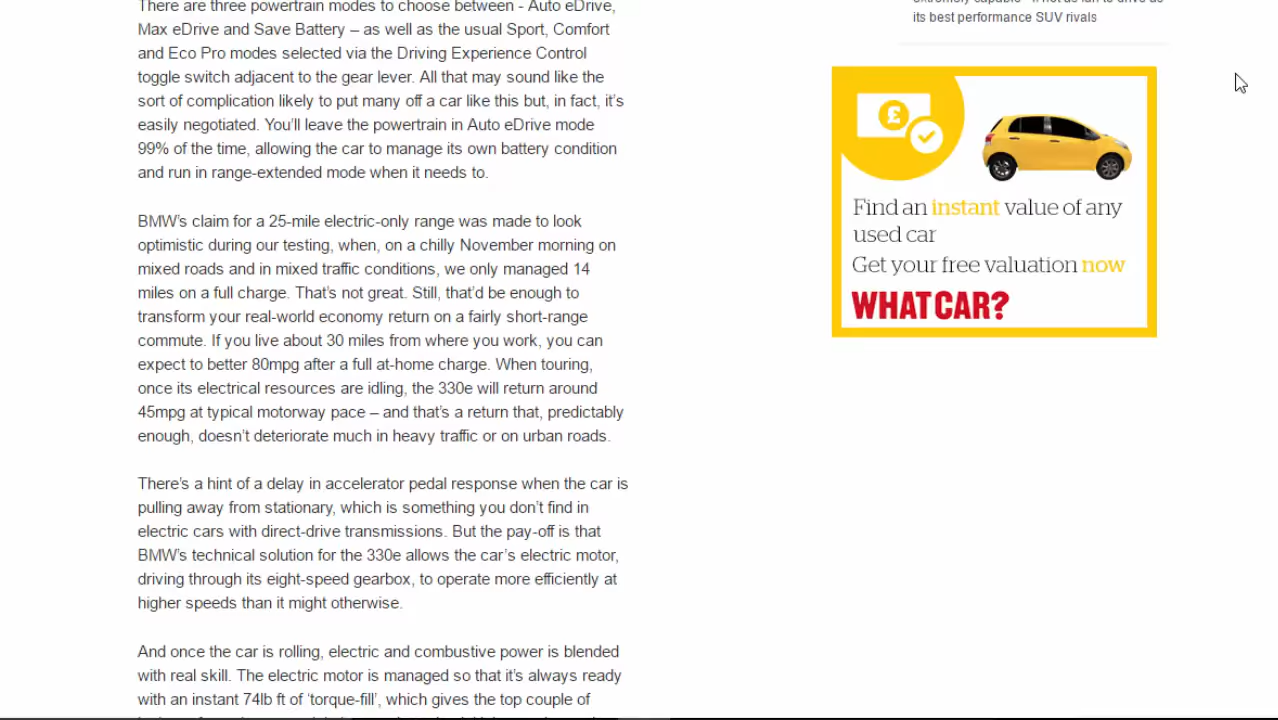 There are three powertrain modes to choose between - Auto eDrive,
Max eDrive and Save Battery – as well as the usual Sport, Comfort
and Eco Pro modes selected via the Driving Experience Control
toggle switch adjacent to the gear lever. All that may sound like the
sort of complication likely to put many off a car like this but, in fact, it’s
easily negotiated. You’ll leave the powertrain in Auto eDrive mode
99% of the time, allowing the car to manage its own battery condition
and run in range-extended mode when it needs to.
BMW’s claim for a 25-mile electric-only range was made to look
optimistic during our testing, when, on a chilly November morning on
mixed roads and in mixed traffic conditions, we only managed 14
miles on a full charge. That’s not great. Still, that’d be enough to
transform your real-world economy return on a fairly short-range
commute. If you live about 30 miles from where you work, you can
expect to better 80mpg after a full at-home charge. When touring,
once its electrical resources are idling, the 330e will return around
45mpg at typical motorway pace – and that’s a return that, predictably
enough, doesn’t deteriorate much in heavy traffic or on urban roads.
There’s a hint of a delay in accelerator pedal response when the car is
pulling away from stationary, which is something you don’t find in
electric cars with direct-drive transmissions. But the pay-off is that
BMW’s technical solution for the 330e allows the car’s electric motor,
driving through its eight-speed gearbox, to operate more efficiently at
higher speeds than it might otherwise.
And once the car is rolling, electric and combustive power is blended
with real skill. The electric motor is managed so that it’s always ready
with an instant 74lb ft of ‘torque-fill’, which gives the top couple of
its best performance SUV rivals
£
Find an instant value of any
used car
Get your free valuation now
WHAT CAR?